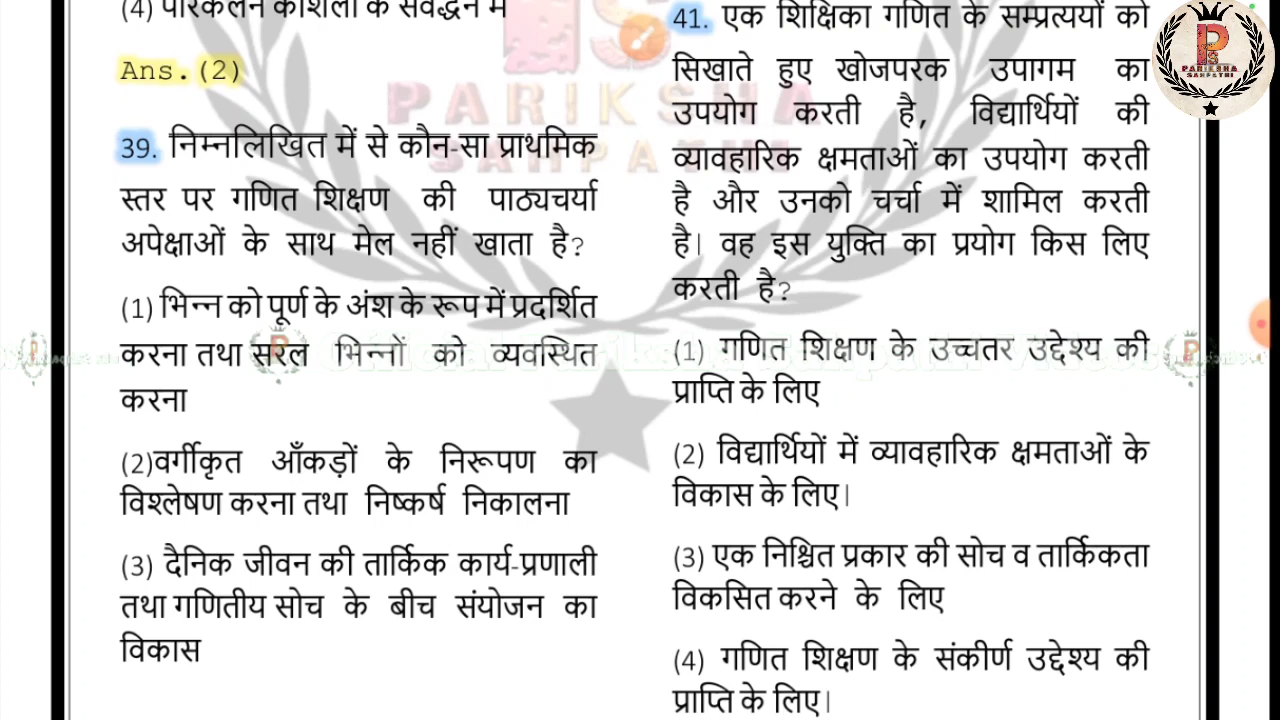 (4) परिकलन कौशलों के संवर्द्धन में
Ans.(2)
39. निम्नलिखित में से कौन-सा प्राथमिक
स्तर पर गणित शिक्षण की पाठ्यचर्या
अपेक्षाओं के साथ मेल नहीं खाता है?
(1) भिन्न को पूर्ण के अंश के रूप में प्रदर्शित
करना तथा सरल भिन्नों को व्यवस्थित
करना
(2)वर्गीकृत आँकड़ों के निरूपण का
विश्लेषण करना तथा निष्कर्ष निकालना
(3) दैनिक जीवन की तार्किक कार्य-प्रणाली
तथा गणितीय सोच के बीच संयोजन का
विकास
41. एक शिक्षिका गणित के सम्प्रत्ययों को
सिखाते हुए खोजपरक उपागम का
उपयोग करती है, विद्यार्थियों की
व्यावहारिक क्षमताओं का उपयोग करती
है और उनको चर्चा में शामिल करती
है। वह इस युक्ति का प्रयोग किस लिए
करती है?
(1) गणित शिक्षण के उच्चतर उद्देश्य की
प्राप्ति के लिए
(2) विद्यार्थियों में व्यावहारिक क्षमताओं के
विकास के लिए।
(3) एक निश्चित प्रकार की सोच व तार्किकता
विकसित करने के लिए
(4) गणित शिक्षण के संकीर्ण उद्देश्य की
प्राप्ति के लिए।
PARIKSHA
SAHPATHI
PARIKSHA
SAHPATHI